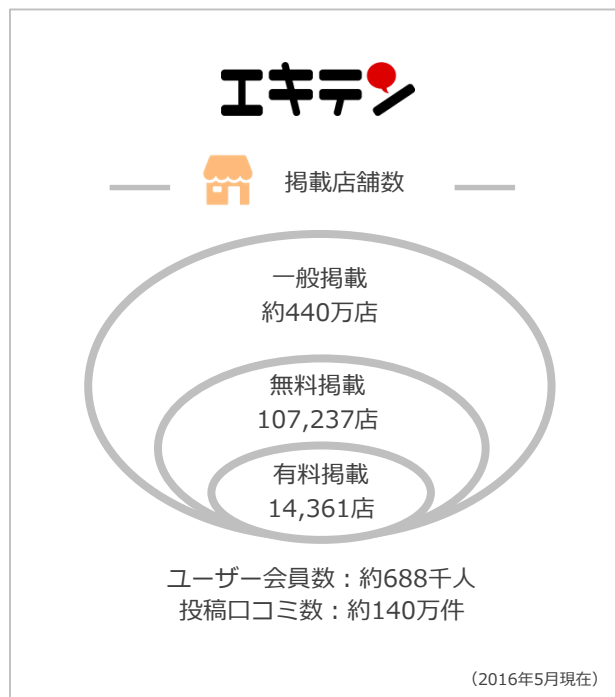 エキテン
掲載店舗数
一般掲載
約440万店
無料掲載
107,237店
有料掲載
14,361店
ユーザー会員数：約688千人
投稿口コミ数：約140万件
（2016年5月現在）